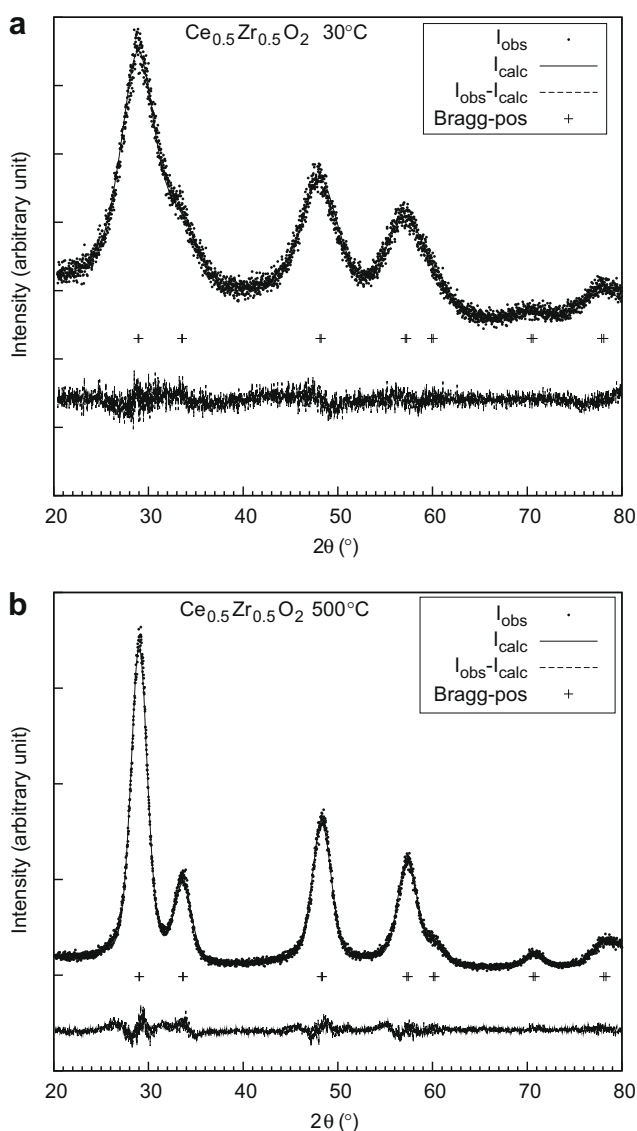 a
Ce0.5Zr0.5O2 30°C
Iobs
Icalc
Iobs-Icalc
Bragg-pos
Intensity (arbitrary unit)
20 30 40 50 60 70 80
2θ (°)
b
Ce0.5Zr0.5O2 500°C
Iobs
Icalc
Iobs-Icalc
Bragg-pos
Intensity (arbitrary unit)
20 30 40 50 60 70 80
2θ (°)